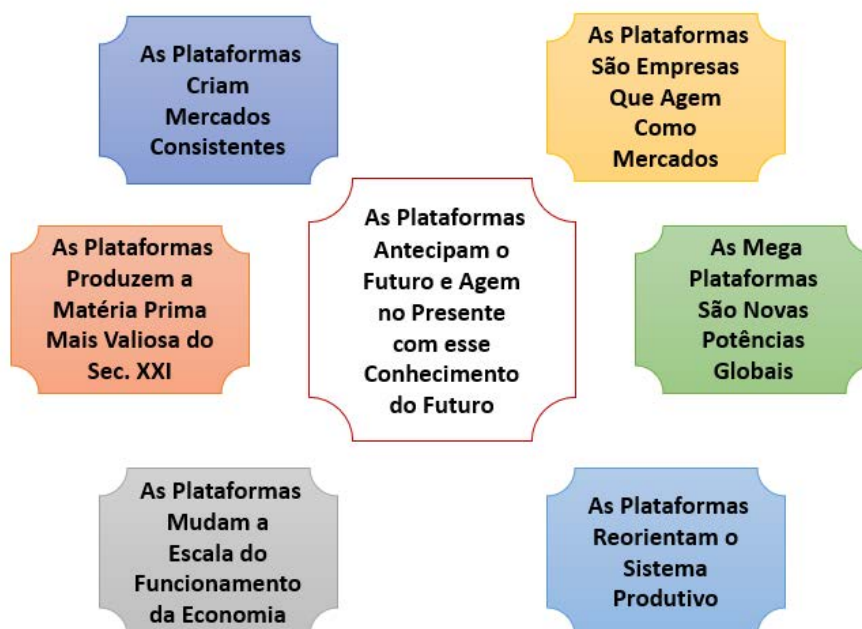 As Plataformas
Criam
Mercados
Consistentes
As Plataformas
São Empresas
Que Agem
Como
Mercados
As Plataformas
Produzem a
Matéria Prima
Mais Valiosa do
Sec. XXI
As Plataformas
Antecipam o
Futuro e Agem
no Presente
com esse
Conhecimento
do Futuro
As Mega
Plataformas
São Novas
Potências
Globais
As Plataformas
Mudam a
Escala do
Funcionamento
da Economia
As Plataformas
Reorientam o
Sistema
Produtivo